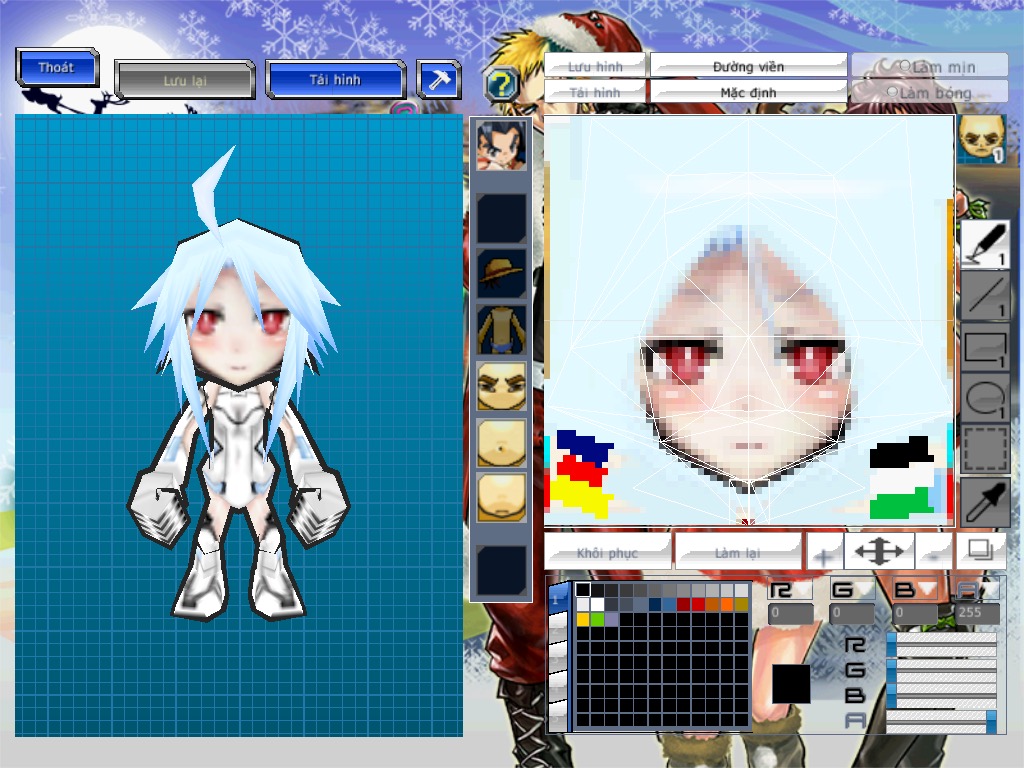 Thoát
Lưu lại
Tải hình
?
Lưu hình
Đường viền
Làm mịn
Tải hình
Mặc định
Làm bóng
1
1
1
1
1
Khôi phục
Làm lại
+
-
1
R
G
B
A
0
0
0
255
R
G
B
A